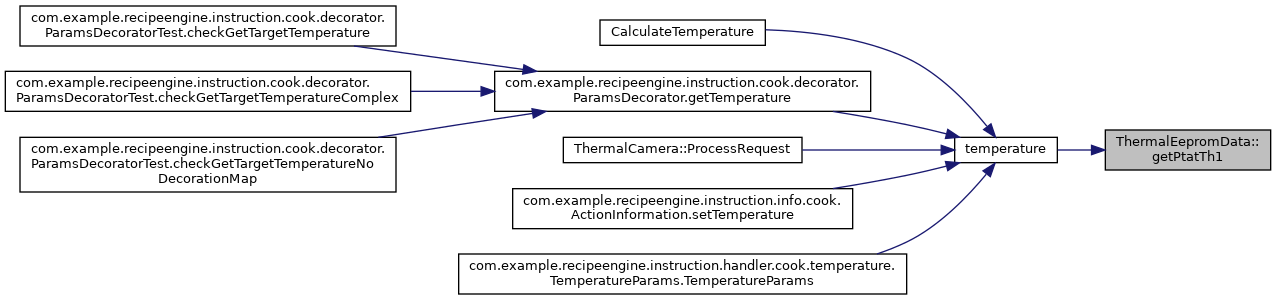 com.example.recipeengine.instruction.cook.decorator.
ParamsDecoratorTest.checkGetTargetTemperature
com.example.recipeengine.instruction.cook.decorator.
ParamsDecoratorTest.checkGetTargetTemperatureComplex
com.example.recipeengine.instruction.cook.decorator.
ParamsDecoratorTest.checkGetTargetTemperatureNo
DecorationMap
CalculateTemperature
com.example.recipeengine.instruction.cook.decorator.
ParamsDecorator.getTemperature
ThermalCamera::ProcessRequest
com.example.recipeengine.instruction.info.cook.
ActionInformation.setTemperature
com.example.recipeengine.instruction.handler.cook.temperature.
TemperatureParams.TemperatureParams
temperature
ThermalEepromData::
getPtatTh1